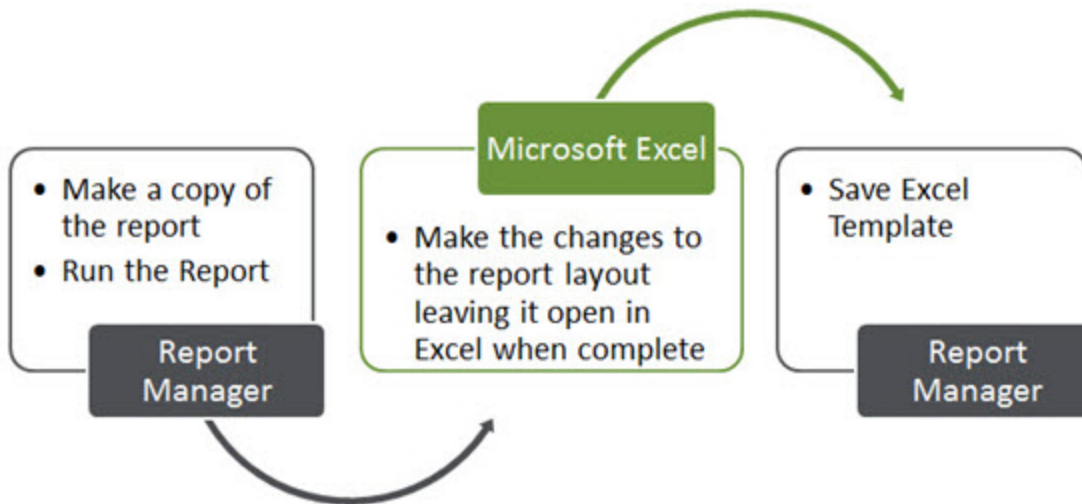 • Make a copy of
the report
• Run the Report
Report
Manager
Microsoft Excel
• Make the changes to
the report layout
leaving it open in
Excel when complete
• Save Excel
Template
Report
Manager